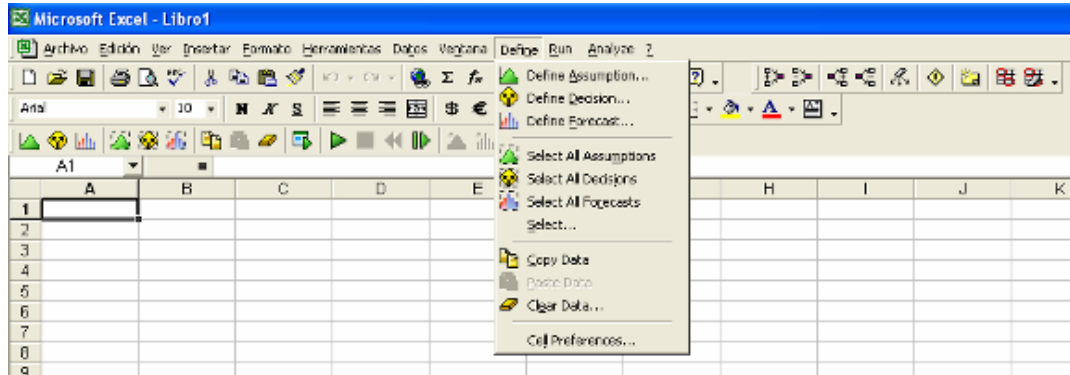 Microsoft Excel - Libro1
Archivo Edición Ver Insertar Formato Herramientas Datos Ventana Define Run Analyze ?
Define Assumption...
Define Decision...
Define Forecast...
Arial 10 N K S $ €
Select All Assumptions
Select All Decisions
Select All Forecasts
Select...
Copy Data
Paste Data
Clear Data...
Cell Preferences...
A1 =
A B C D E H I J K
1
2
3
4
5
6
7
8
9